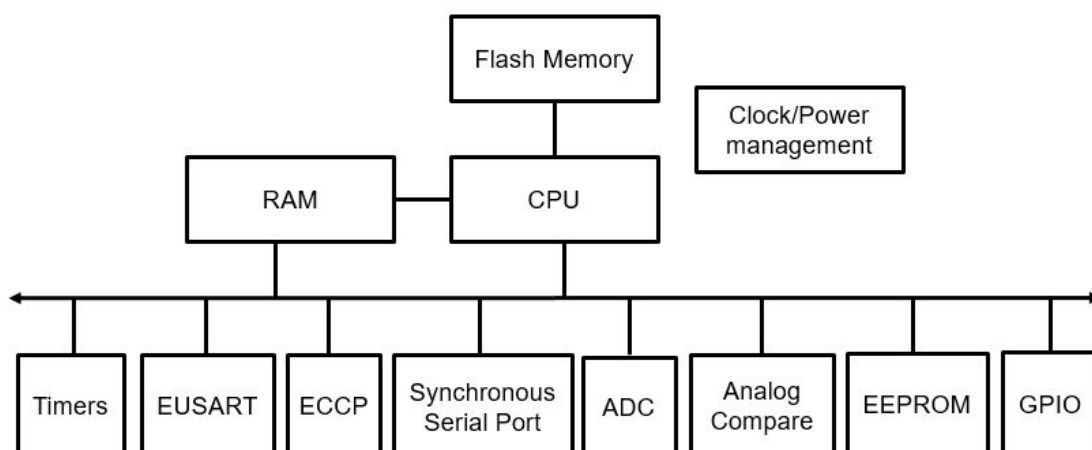 Flash Memory
Clock/Power
management
RAM
CPU
Timers
EUSART
ECCP
Synchronous
Serial Port
ADC
Analog
Compare
EEPROM
GPIO